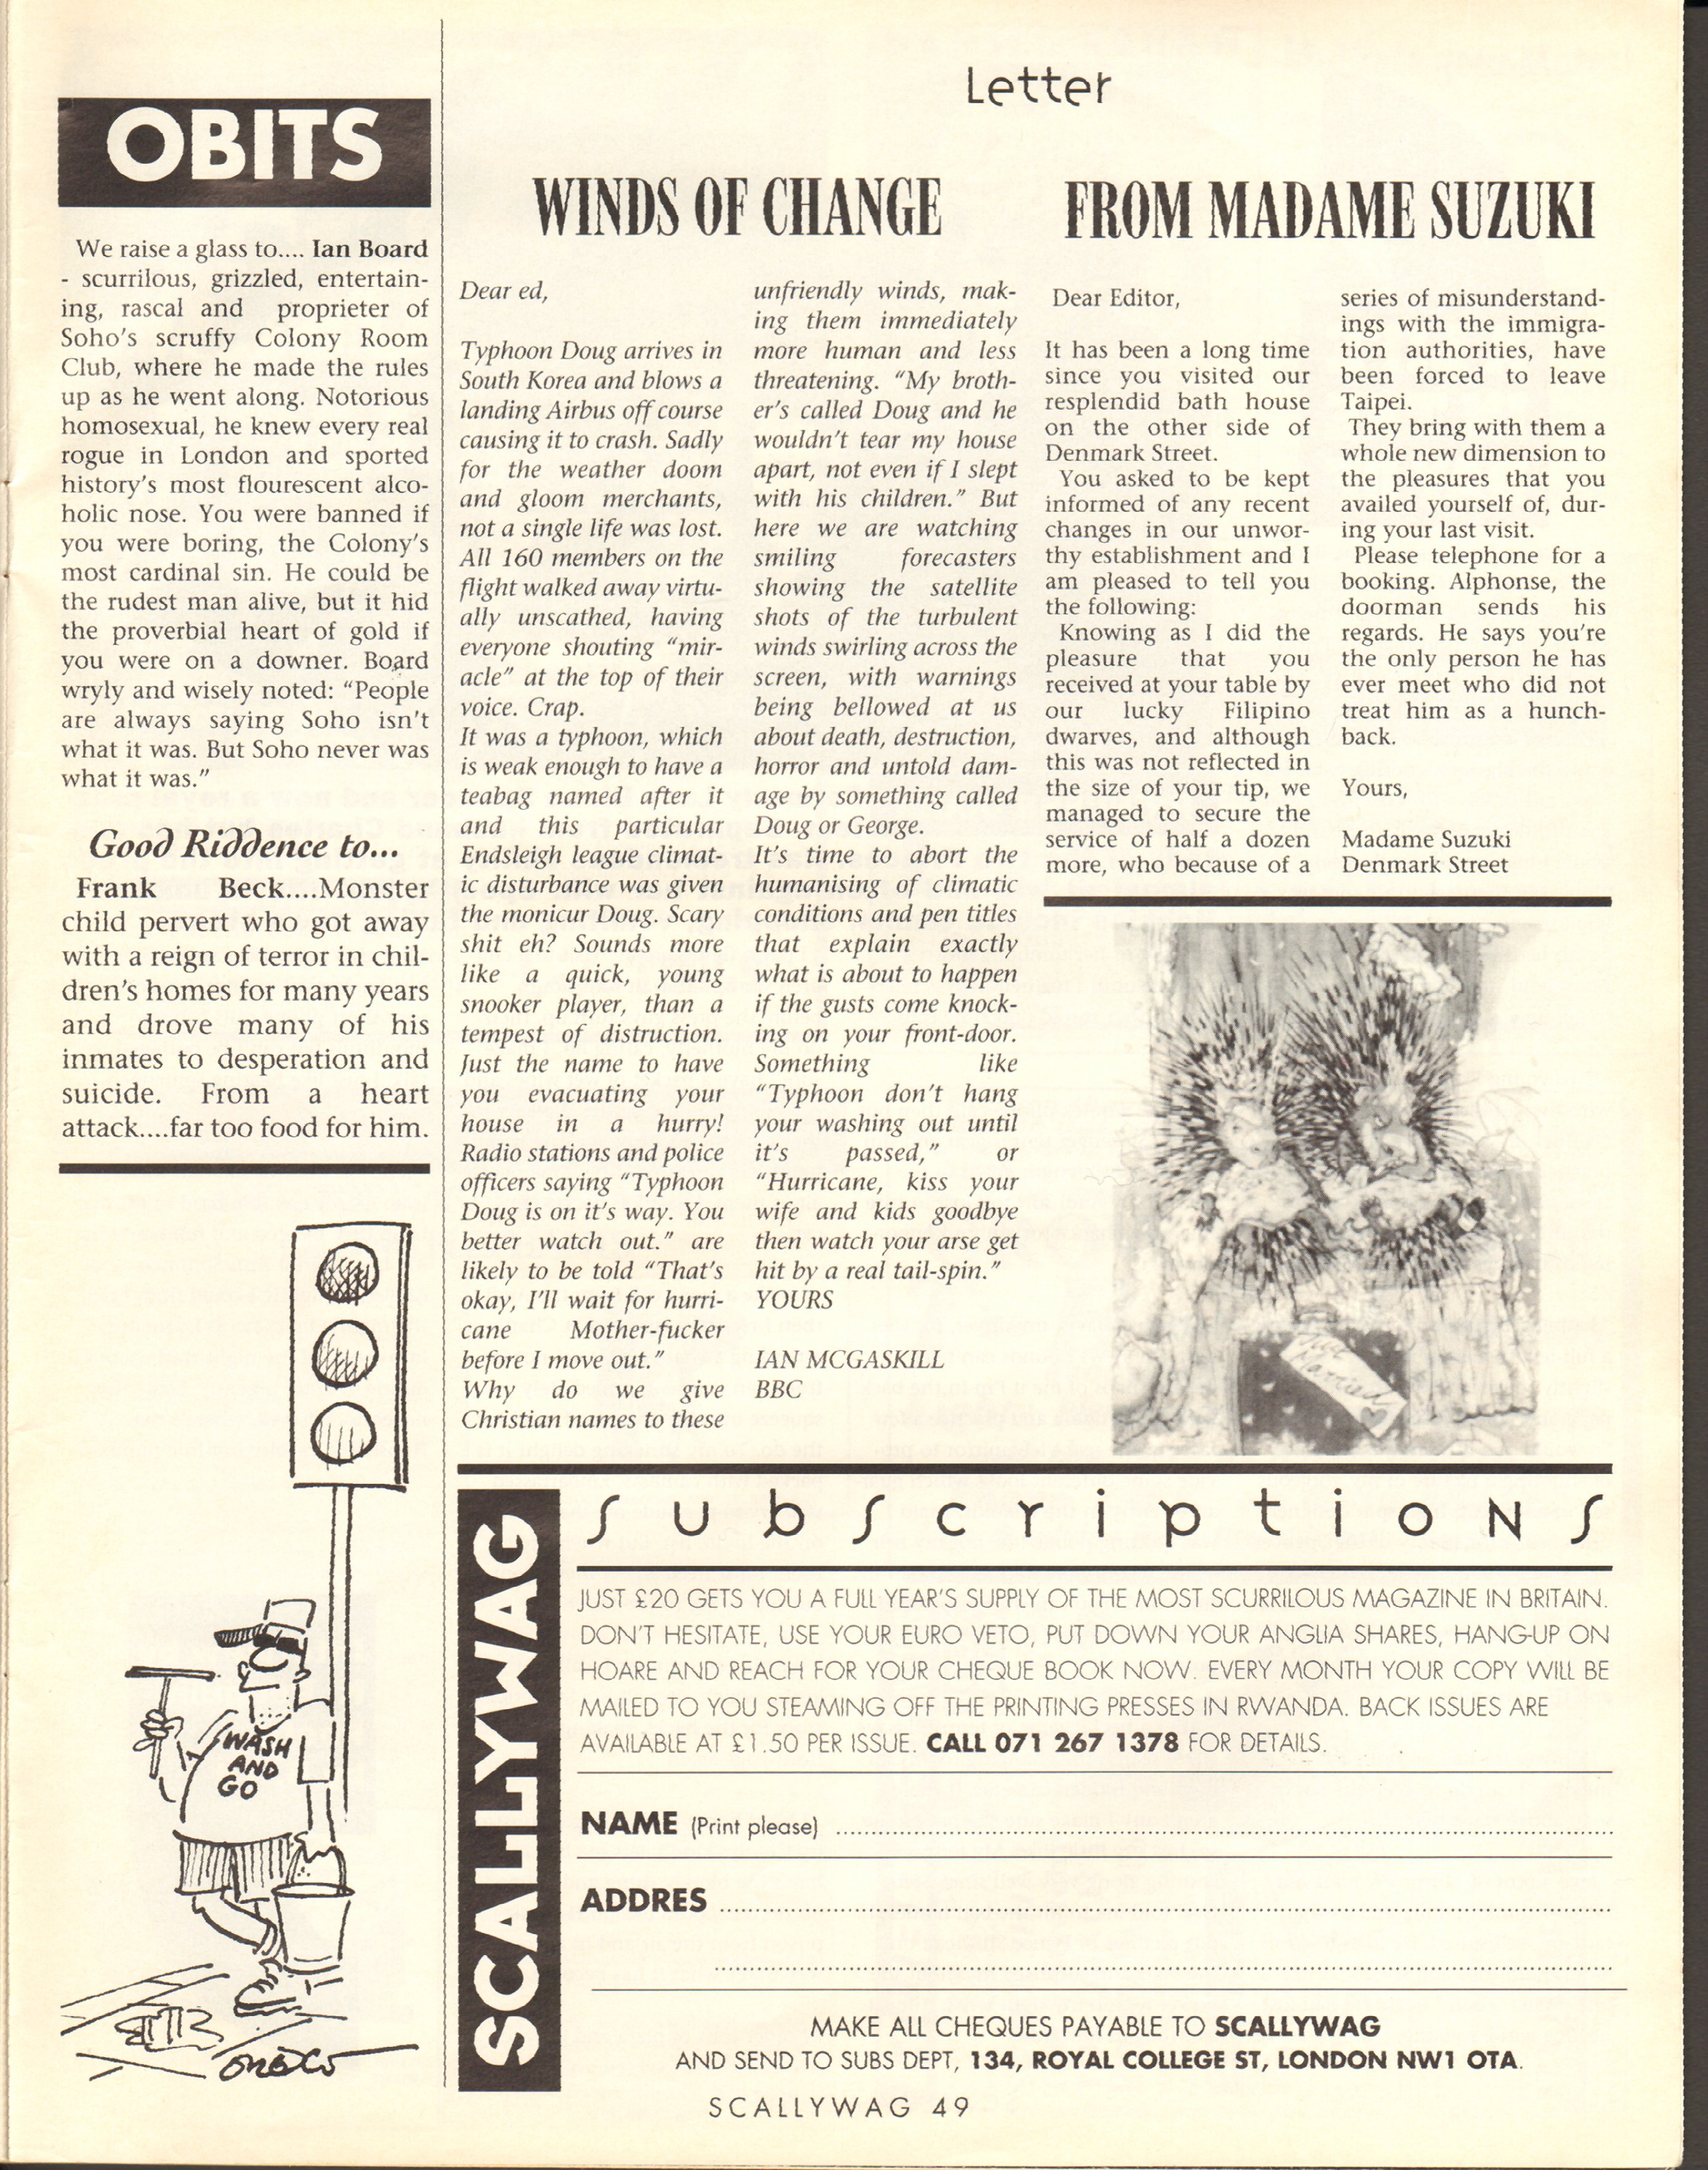 OBITS
We raise a glass to.... Ian Board
- scurrilous, grizzled, entertain-
ing, rascal and proprieter of
Soho's scruffy Colony Room
Club, where he made the rules
up as he went along. Notorious
homosexual, he knew every real
rogue in London and sported
history's most flourescent alco-
holic nose. You were banned if
you were boring, the Colony's
most cardinal sin. He could be
the rudest man alive, but it hid
the proverbial heart of gold if
you were on a downer. Board
wryly and wisely noted: "People
are always saying Soho isn't
what it was. But Soho never was
what it was."
Good Riddence to...
Frank Beck....Monster
child pervert who got away
with a reign of terror in chil-
dren's homes for many years
and drove many of his
inmates to desperation and
suicide. From a heart
attack....far too food for him.
WASH
AND
GO
Letter
WINDS OF CHANGE
Dear ed,
Typhoon Doug arrives in
South Korea and blows a
landing Airbus off course
causing it to crash. Sadly
for the weather doom
and gloom merchants,
not a single life was lost.
All 160 members on the
flight walked away virtu-
ally unscathed, having
everyone shouting "mir-
acle" at the top of their
voice. Crap.
It was a typhoon, which
is weak enough to have a
teabag named after it
and this particular
Endsleigh league climat-
ic disturbance was given
the monicur Doug. Scary
shit eh? Sounds more
like a quick, young
snooker player, than a
tempest of distruction.
Just the name to have
you evacuating your
house in a hurry!
Radio stations and police
officers saying "Typhoon
Doug is on it's way. You
better watch out." are
likely to be told "That's
okay, I'll wait for hurri-
cane Mother-fucker
before I move out."
Why do we give
Christian names to these
unfriendly winds, mak-
ing them immediately
more human and less
threatening. "My broth-
er's called Doug and he
wouldn't tear my house
apart, not even if I slept
with his children." But
here we are watching
smiling forecasters
showing the satellite
shots of the turbulent
winds swirling across the
screen, with warnings
being bellowed at us
about death, destruction,
horror and untold dam-
age by something called
Doug or George.
It's time to abort the
humanising of climatic
conditions and pen titles
that explain exactly
what is about to happen
if the gusts come knock-
ing on your front-door.
Something like
"Typhoon don't hang
your washing out until
it's passed," or
"Hurricane, kiss your
wife and kids goodbye
then watch your arse get
hit by a real tail-spin."
YOURS
IAN MCGASKILL
BBC
FROM MADAME SUZUKI
Dear Editor,
It has been a long time
since you visited our
resplendid bath house
on the other side of
Denmark Street.
You asked to be kept
informed of any recent
changes in our unwor-
thy establishment and I
am pleased to tell you
the following:
Knowing as I did the
pleasure that you
received at your table by
our lucky Filipino
dwarves, and although
this was not reflected in
the size of your tip, we
managed to secure the
service of half a dozen
more, who because of a
series of misunderstand-
ings with the immigra-
tion authorities, have
been forced to leave
Taipei.
They bring with them a
whole new dimension to
the pleasures that you
availed yourself of, dur-
ing your last visit.
Please telephone for a
booking. Alphonse, the
doorman sends his
regards. He says you're
the only person he has
ever meet who did not
treat him as a hunch-
back.
Yours,
Madame Suzuki
Denmark Street
Married
SCALLYWAG
SubScriptioNS
JUST £20 GETS YOU A FULL YEAR'S SUPPLY OF THE MOST SCURRILOUS MAGAZINE IN BRITAIN.
DON'T HESITATE, USE YOUR EURO VETO, PUT DOWN YOUR ANGLIA SHARES, HANG-UP ON
HOARE AND REACH FOR YOUR CHEQUE BOOK NOW. EVERY MONTH YOUR COPY WILL BE
MAILED TO YOU STEAMING OFF THE PRINTING PRESSES IN RWANDA. BACK ISSUES ARE
AVAILABLE AT £1.50 PER ISSUE. CALL 071 267 1378 FOR DETAILS.
NAME (Print please)
ADDRES
MAKE ALL CHEQUES PAYABLE TO SCALLYWAG
AND SEND TO SUBS DEPT, 134, ROYAL COLLEGE ST, LONDON NW1 OTA.
SCALLYWAG 49